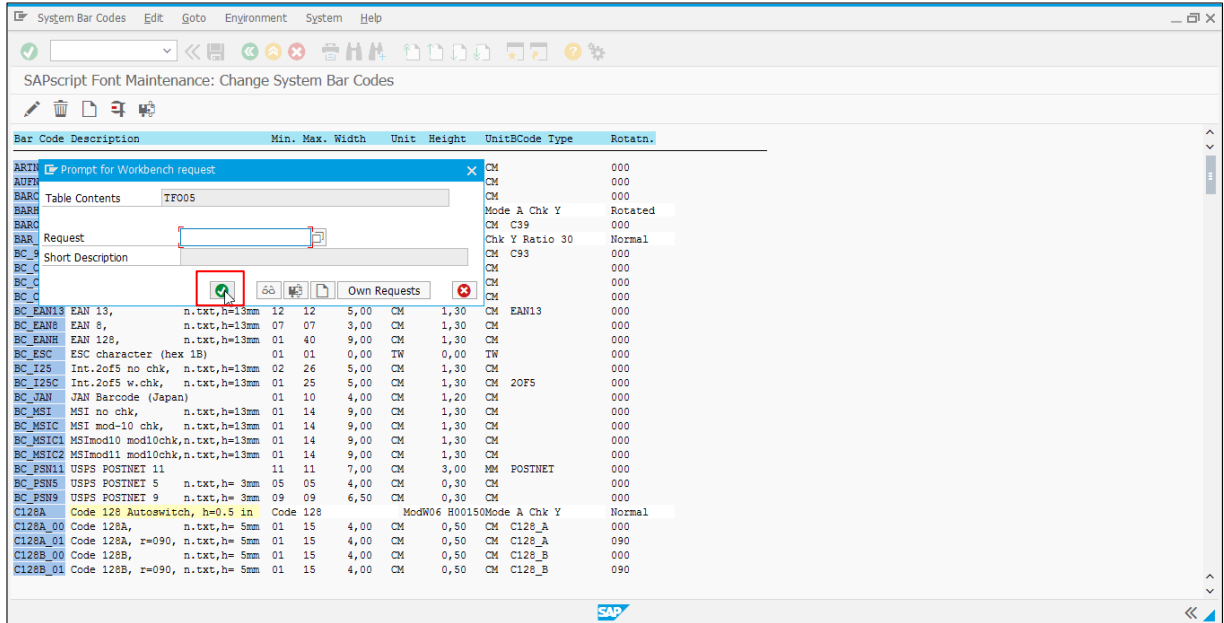 System Bar Codes Edit Goto Environment System Help
SAPscript Font Maintenance: Change System Bar Codes
Bar Code Description Min. Max. Width Unit Height UnitBCode Type Rotatn.
ARTN CM 000
Prompt for Workbench request
AUFN CM 000
BARC CM 000
Table Contents TFO05
BARH Mode A Chk Y Rotated
BARC CM C39 000
Request
BAR_ Chk Y Ratio 30 Normal
BC_9 CM C93 000
Short Description
BC_C CM 000
BC_C CM 000
BC_C CM 000
Own Requests
BC_EAN13 EAN 13, n.txt,h=13mm 12 12 5,00 CM 1,30 CM EAN13 000
BC_EAN8 EAN 8, n.txt,h=13mm 07 07 3,00 CM 1,30 CM 000
BC_EANH EAN 128, n.txt,h=13mm 01 40 9,00 CM 1,30 CM 000
BC_ESC ESC character (hex 1B) 01 01 0,00 TW 0,00 TW 000
BC_I25 Int.2of5 no chk, n.txt,h=13mm 02 26 5,00 CM 1,30 CM 000
BC_I25C Int.2of5 w.chk, n.txt,h=13mm 01 25 5,00 CM 1,30 CM 2OF5 000
BC_JAN JAN Barcode (Japan) 01 10 4,00 CM 1,20 CM 000
BC_MSI MSI no chk, n.txt,h=13mm 01 14 9,00 CM 1,30 CM 000
BC_MSIC MSI mod-10 chk, n.txt,h=13mm 01 14 9,00 CM 1,30 CM 000
BC_MSIC1 MSImod10 mod10chk,n.txt,h=13mm 01 14 9,00 CM 1,30 CM 000
BC_MSIC2 MSImod11 mod10chk,n.txt,h=13mm 01 14 9,00 CM 1,30 CM 000
BC_PSN11 USPS POSTNET 11 11 11 7,00 CM 3,00 MM POSTNET 000
BC_PSN5 USPS POSTNET 5 n.txt,h= 3mm 05 05 4,00 CM 0,30 CM 000
BC_PSN9 USPS POSTNET 9 n.txt,h= 3mm 09 09 6,50 CM 0,30 CM 000
C128A Code 128 Autoswitch, h=0.5 in Code 128 ModW06 H00150Mode A Chk Y Normal
C128A_00 Code 128A, n.txt,h= 5mm 01 15 4,00 CM 0,50 CM C128_A 000
C128A_01 Code 128A, r=090, n.txt,h= 5mm 01 15 4,00 CM 0,50 CM C128_A 090
C128B_00 Code 128B, n.txt,h= 5mm 01 15 4,00 CM 0,50 CM C128_B 000
C128B_01 Code 128B, r=090, n.txt,h= 5mm 01 15 4,00 CM 0,50 CM C128_B 090
SAP